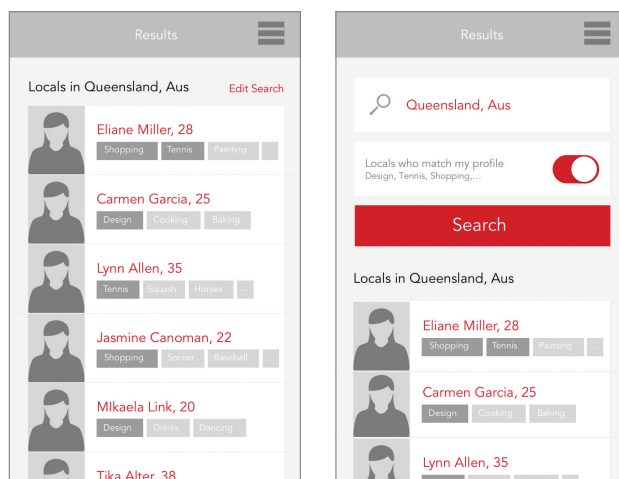 Results
Locals in Queensland, Aus Edit Search
Eliane Miller, 28
Shopping Tennis Painting ...
Carmen Garcia, 25
Design Cooking Baking
Lynn Allen, 35
Tennis Squash Horses ...
Jasmine Canoman, 22
Shopping Soccer Baseball ...
MIkaela Link, 20
Design Drinks Dancing
Tika Alter, 38
Results
Queensland, Aus
Locals who match my profile
Design, Tennis, Shopping,...
Search
Locals in Queensland, Aus
Eliane Miller, 28
Shopping Tennis Painting ...
Carmen Garcia, 25
Design Cooking Baking
Lynn Allen, 35